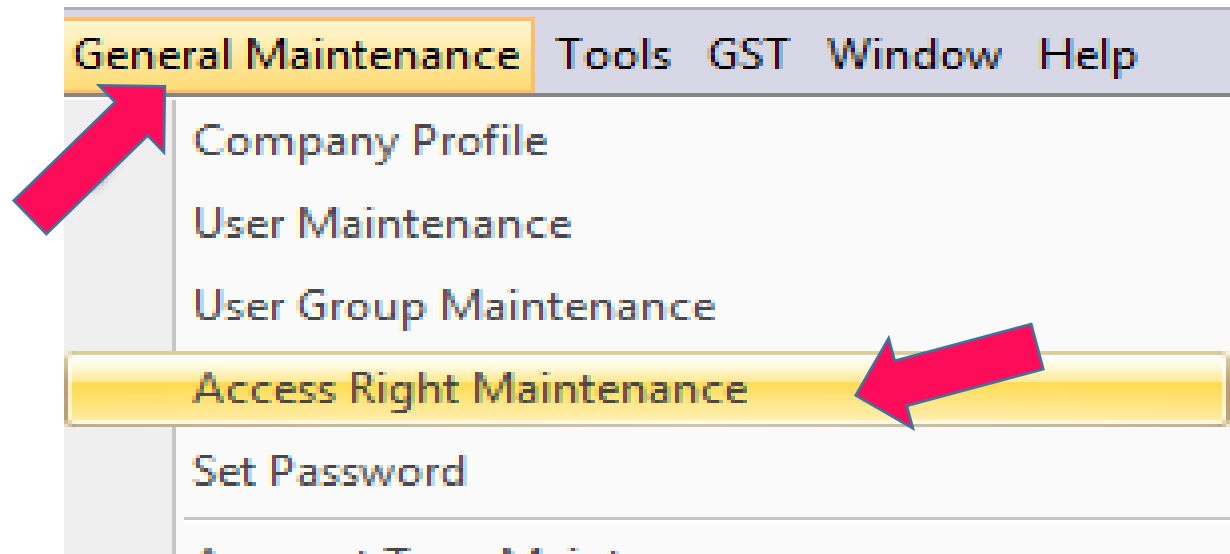 General Maintenance Tools GST Window Help
Company Profile
User Maintenance
User Group Maintenance
Access Right Maintenance
Set Password